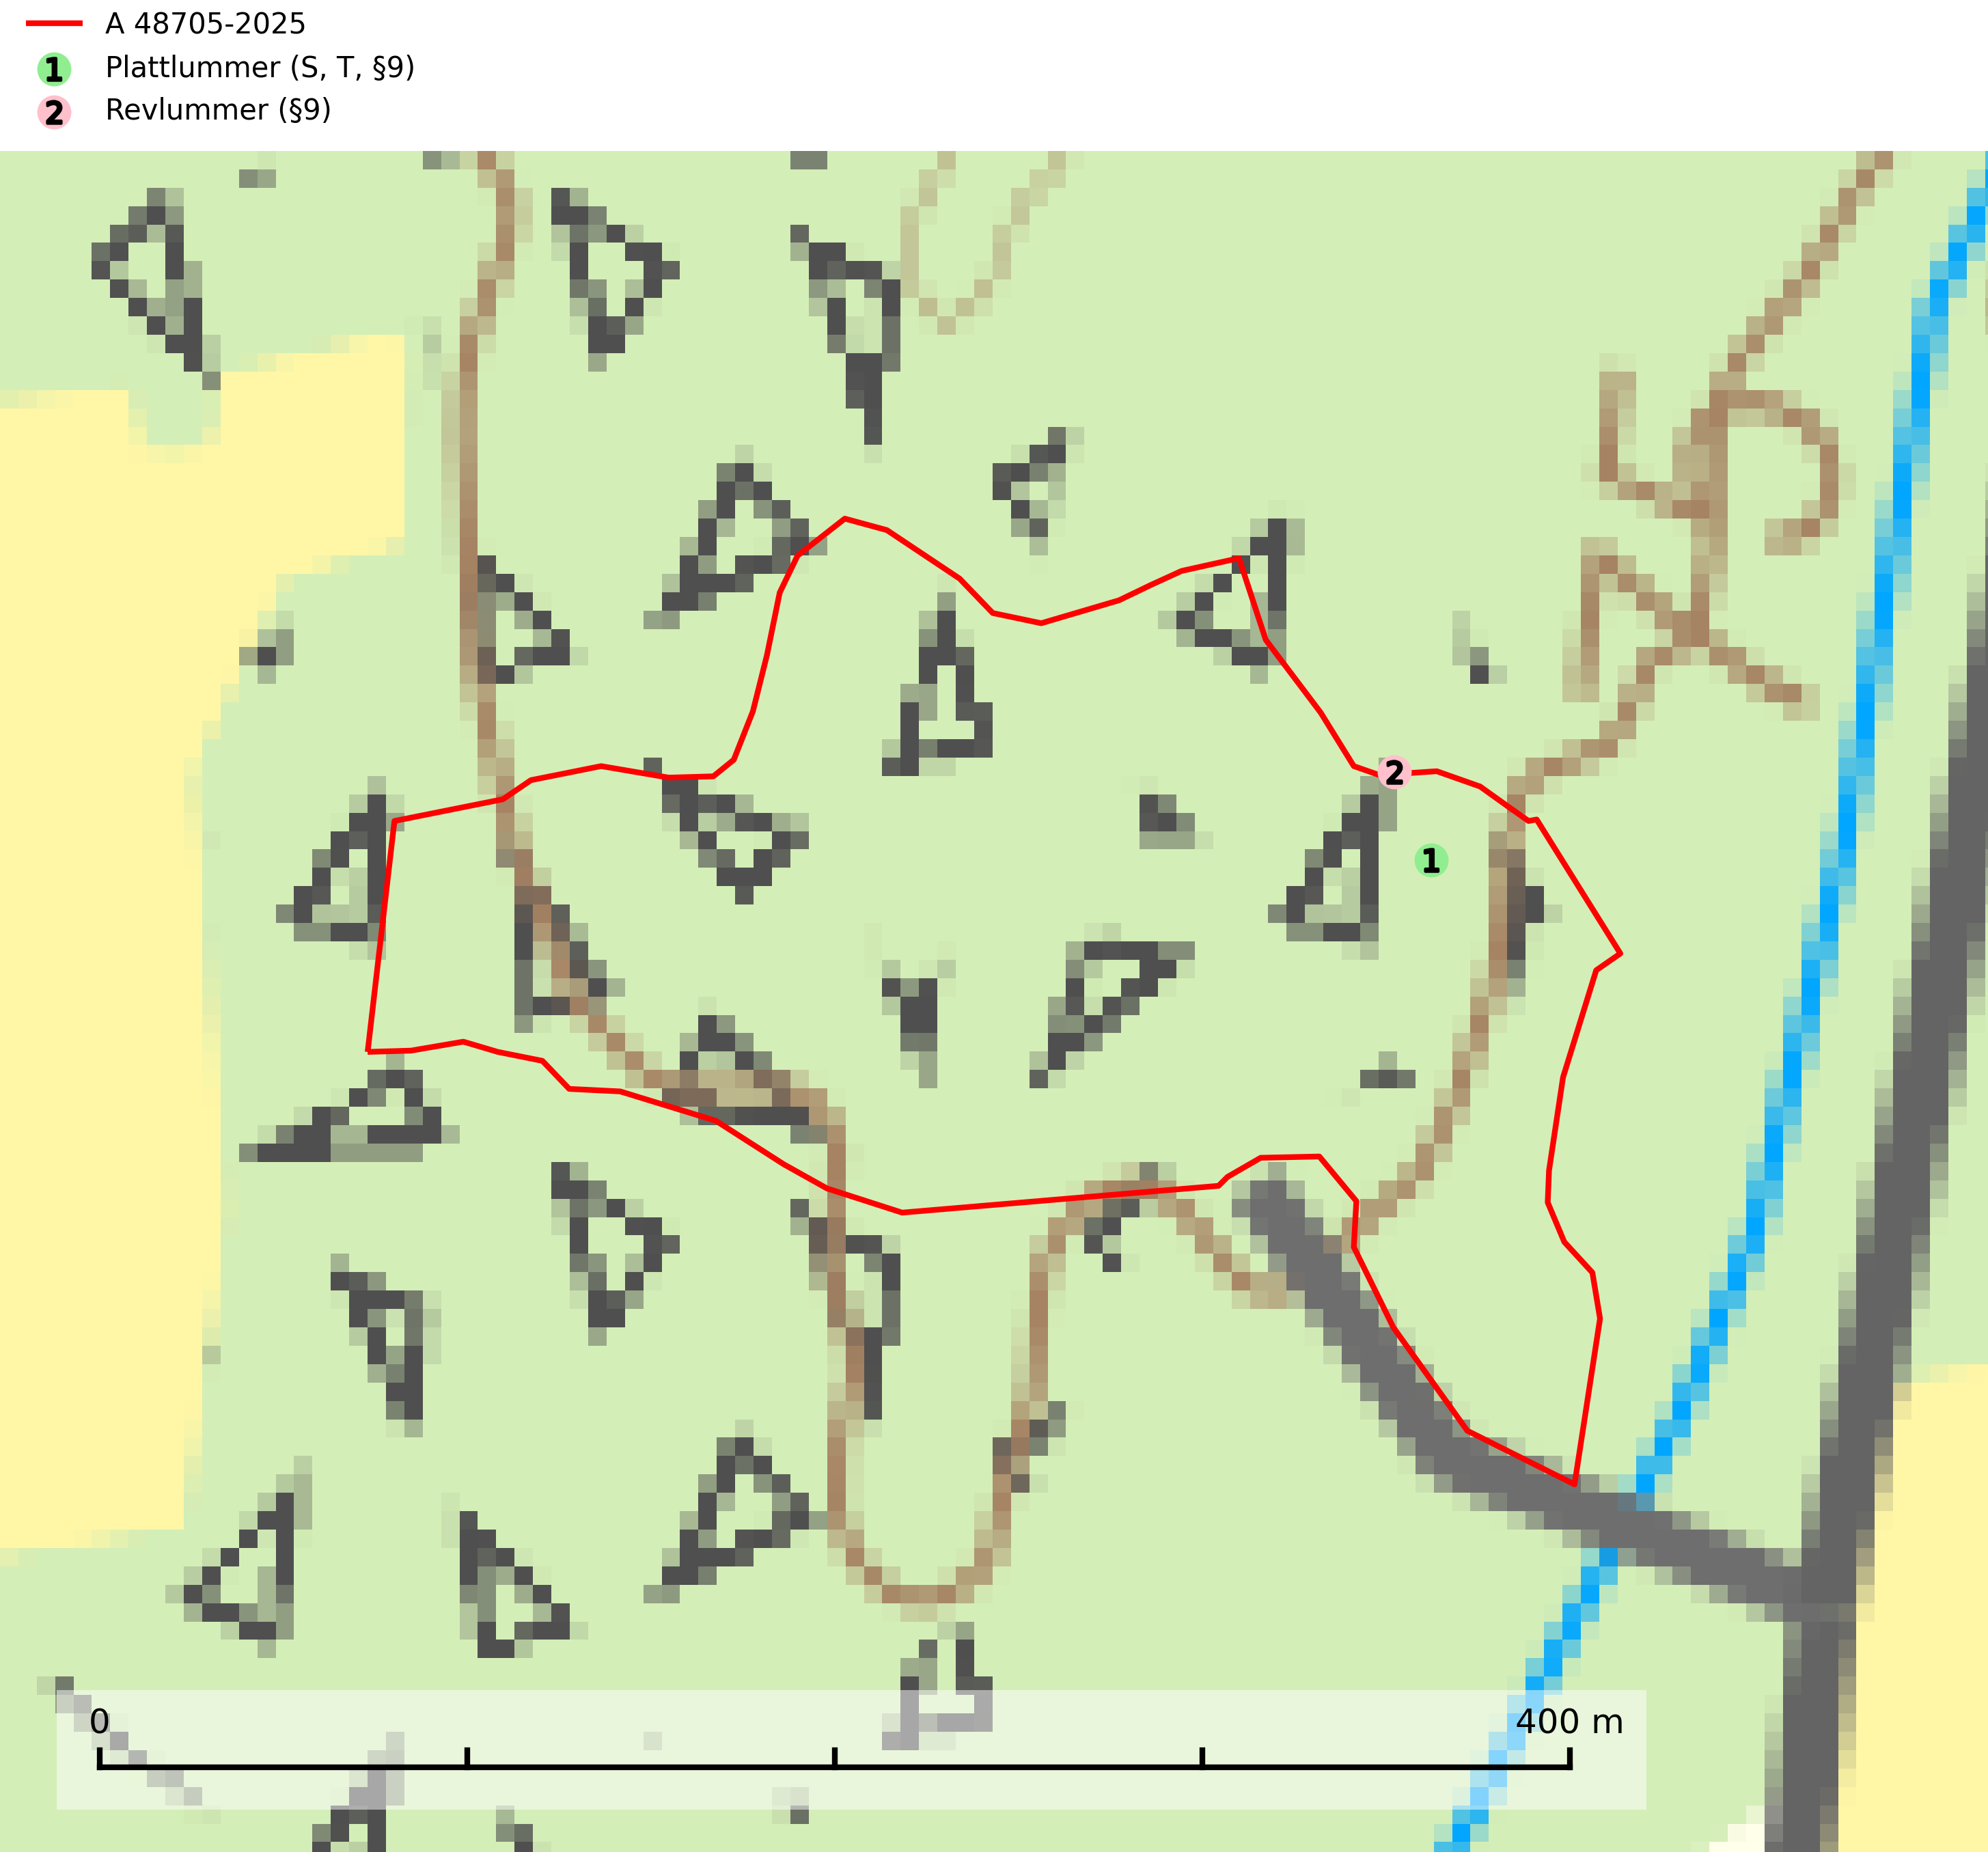 A 48705-2025
1 Plattlummer (S, T, §9)
2 Revlummer (§9)
2
1
0 400 m